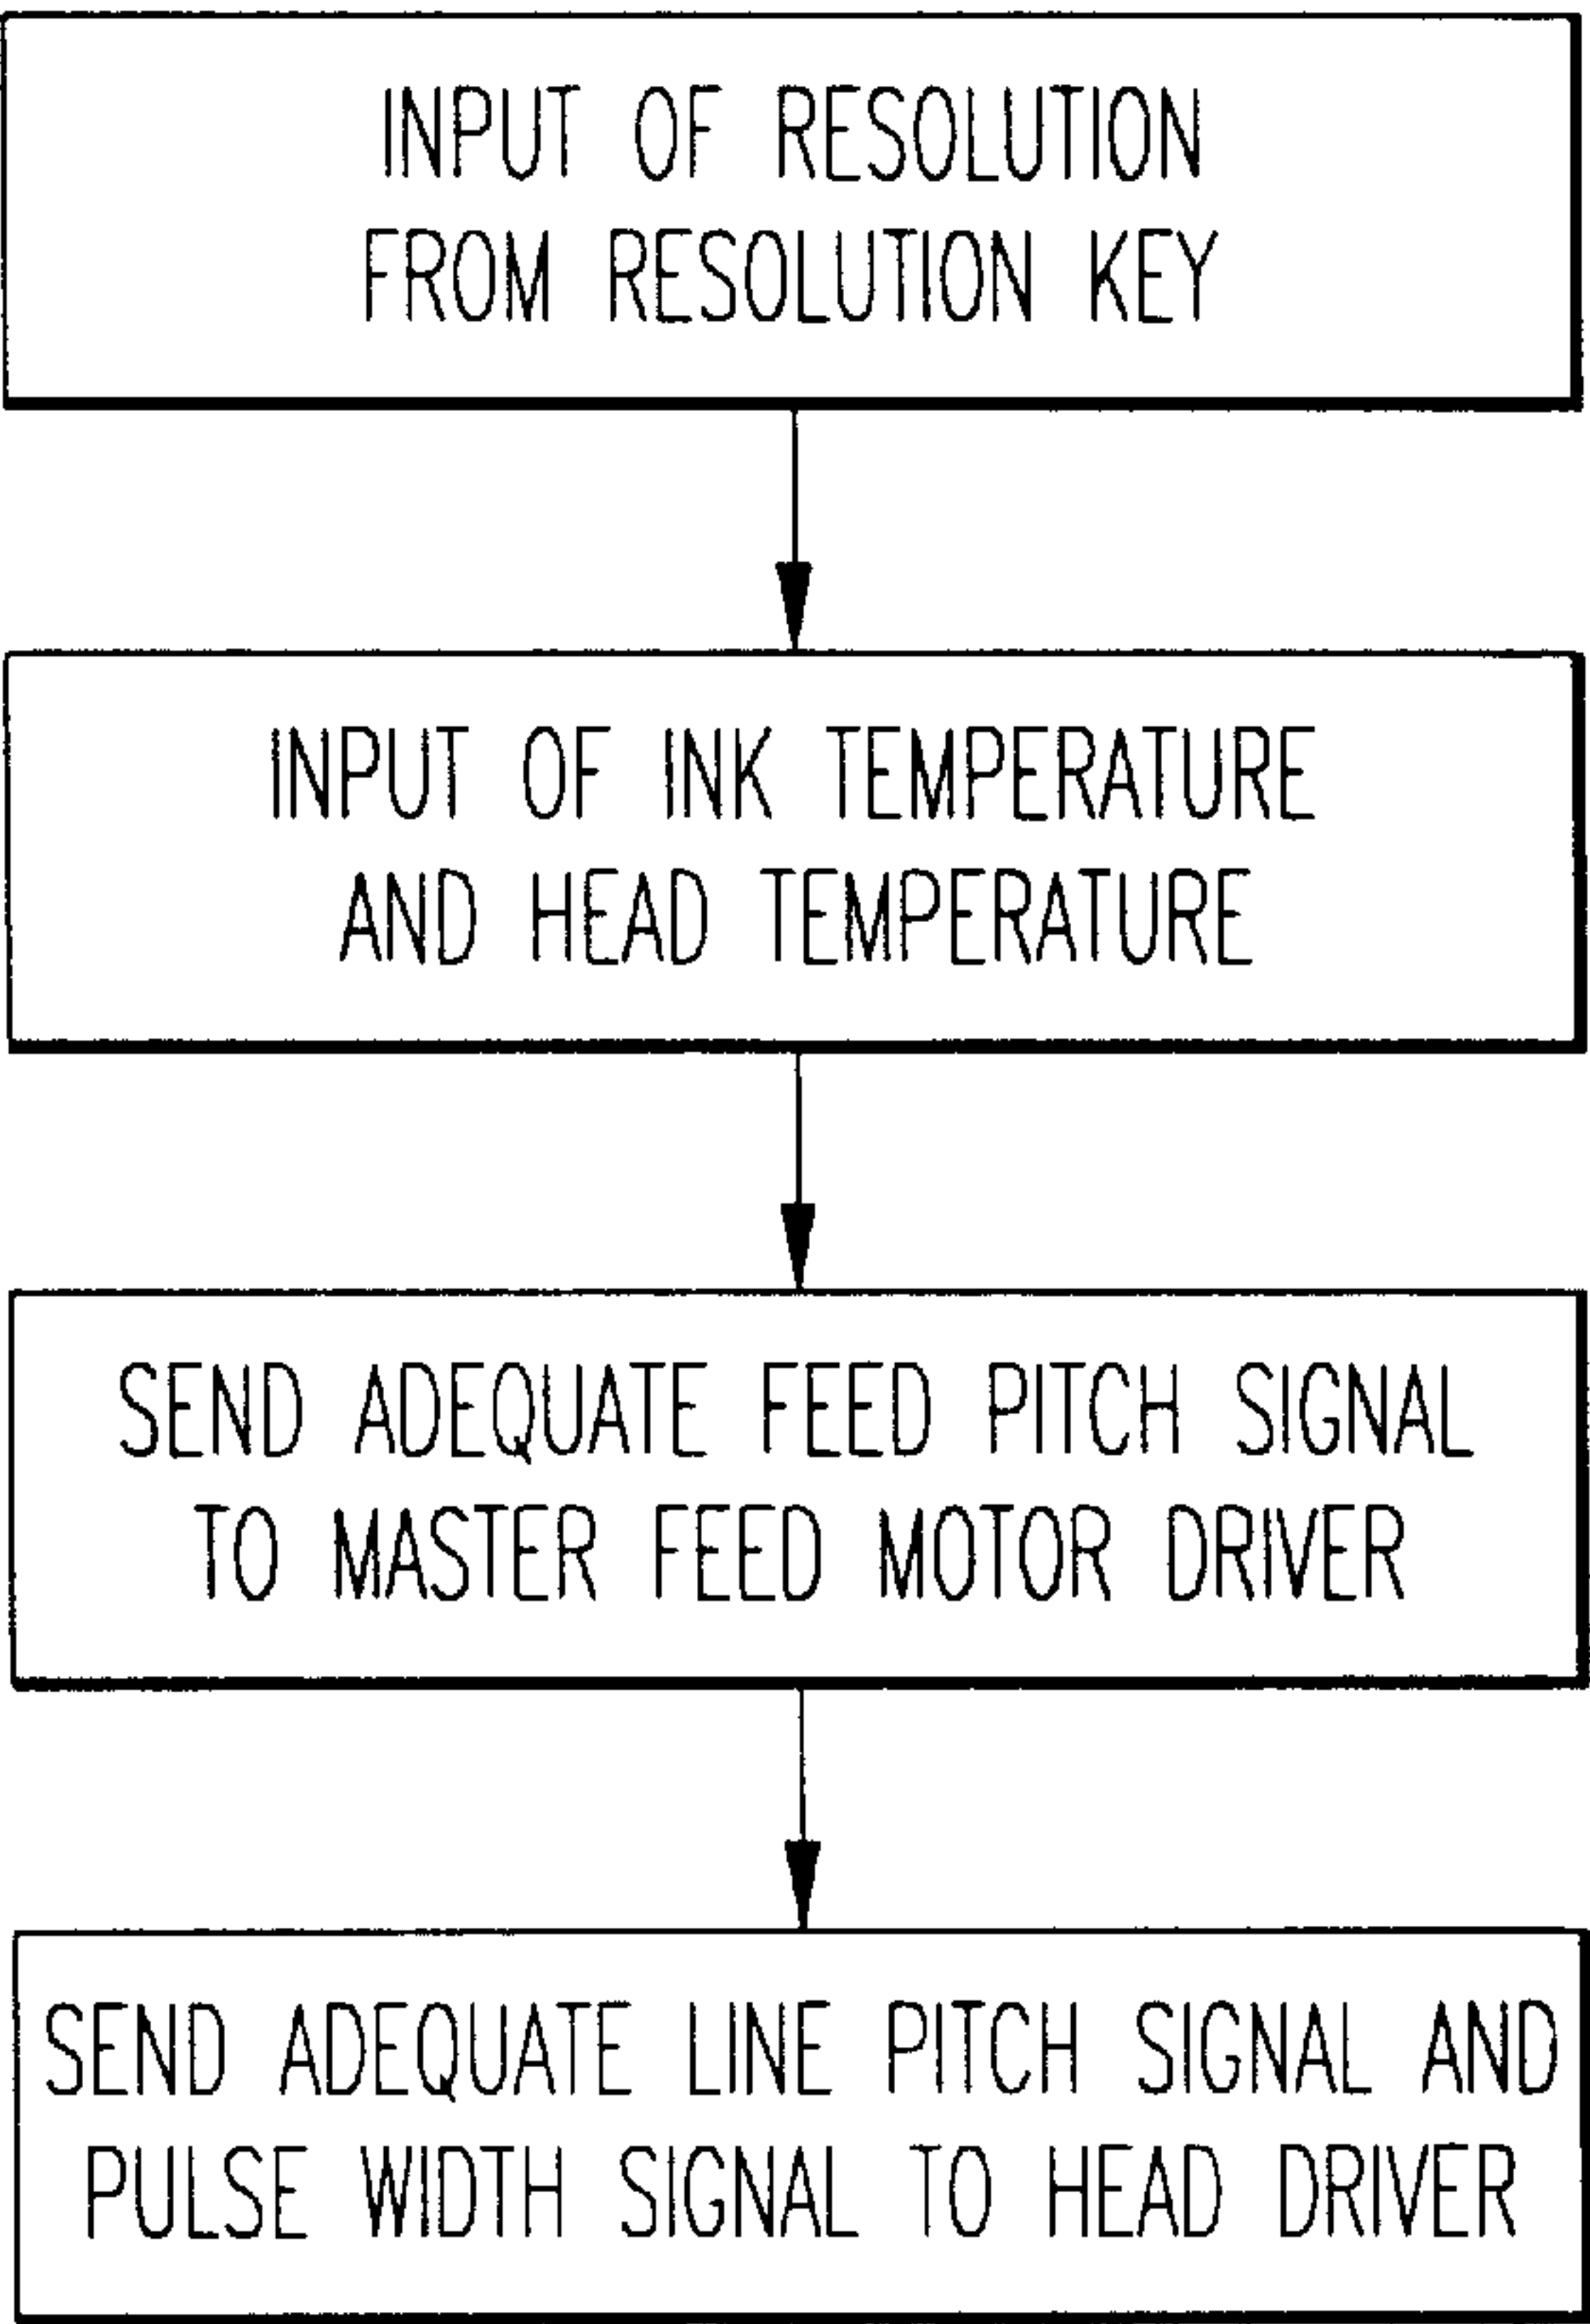 INPUT OF RESOLUTION
FROM RESOLUTION KEY
INPUT OF INK TEMPERATURE
AND HEAD TEMPERATURE
SEND ADEQUATE FEED PITCH SIGNAL
TO MASTER FEED MOTOR DRIVER
SEND ADEQUATE LINE PITCH SIGNAL AND
PULSE WIDTH SIGNAL TO HEAD DRIVER